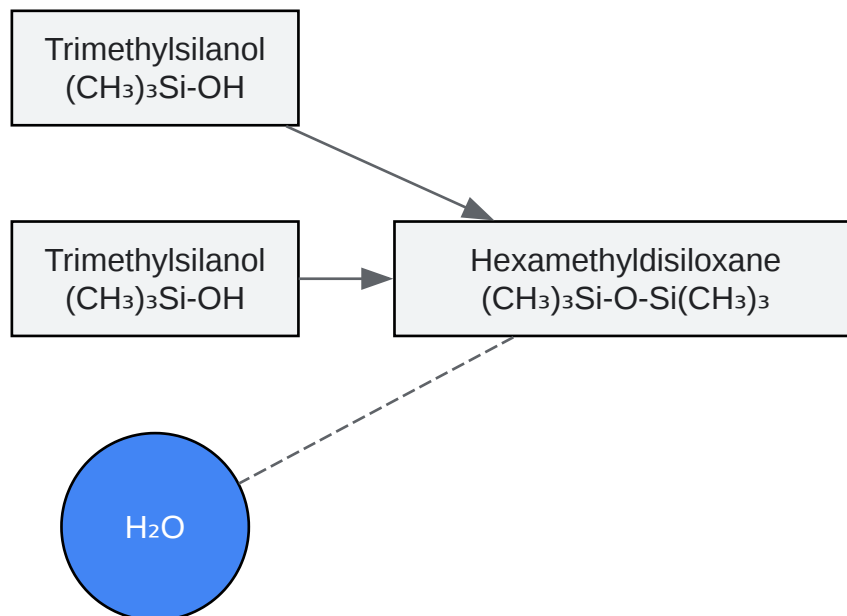 Trimethylsilanol
(CH₃)₃Si-OH
Trimethylsilanol
(CH₃)₃Si-OH
Hexamethyldisiloxane
(CH₃)₃Si-O-Si(CH₃)₃
H₂O